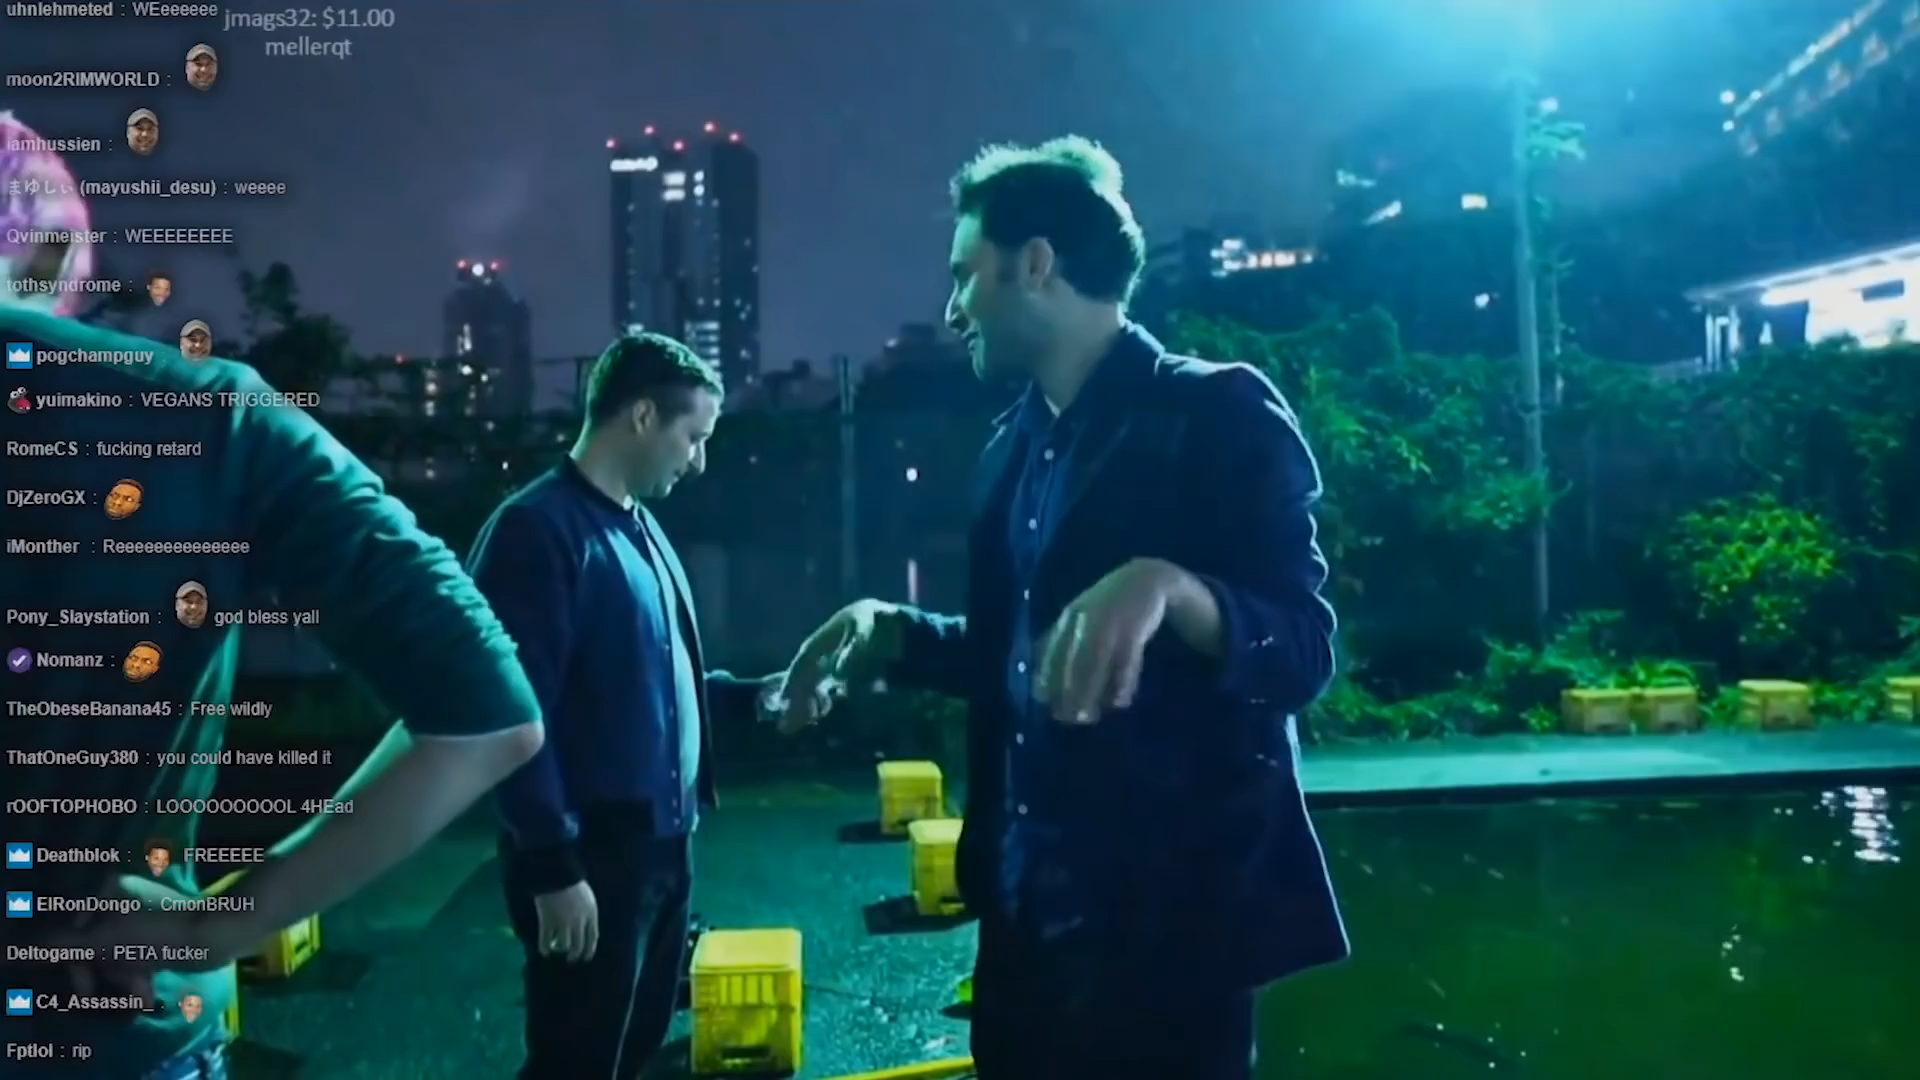 uhnlehmeted : WEeeeeee
jmags32: $11.00
mellerqt
moon2RIMWORLD :
iamhussien :
まゆしぃ (mayushii_desu) : weeee
Qvinmeister : WEEEEEEEE
tothsyndrome :
pogchampguy :
yuimakino : VEGANS TRIGGERED
RomeCS : fucking retard
DjZeroGX :
iMonther : Reeeeeeeeeeeeee
Pony_Slaystation : god bless yall
Nomanz :
TheObeseBanana45 : Free wildly
ThatOneGuy380 : you could have killed it
rOOFTOPHOBO : LOOOOOOOOOL 4HEad
Deathblok : FREEEEE
ElRonDongo : CmonBRUH
Deltogame : PETA fucker
C4_Assassin_ :
Fptlol : rip